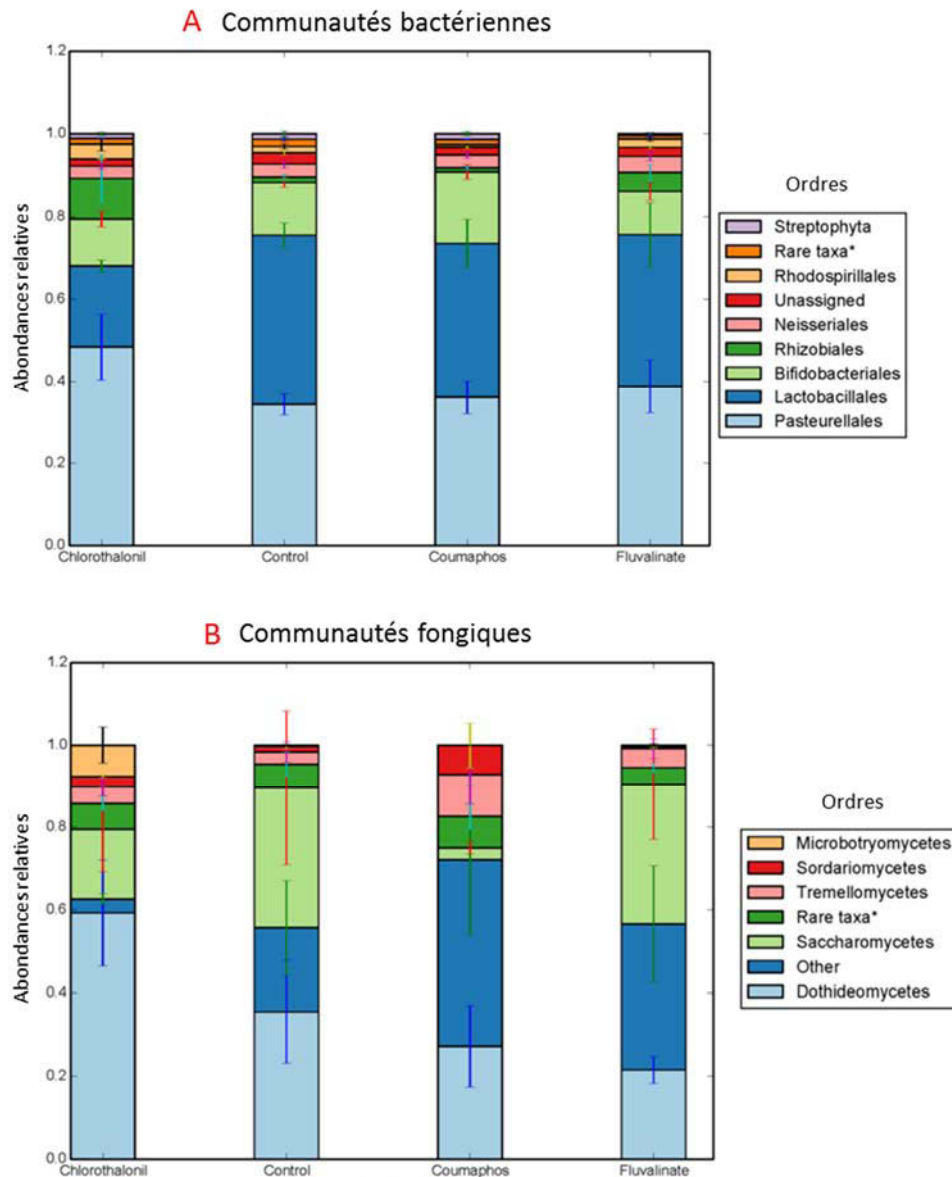 A Communautés bactériennes
1.2
1.0
0.8
0.6
0.4
0.2
0.0
Abondances relatives
Chlorothalonil Control Coumaphos Fluvalinate
Ordres
Streptophyta
Rare taxa*
Rhodospirillales
Unassigned
Neisseriales
Rhizobiales
Bifidobacteriales
Lactobacillales
Pasteurellales
B Communautés fongiques
1.2
1.0
0.8
0.6
0.4
0.2
0.0
Abondances relatives
Chlorothalonil Control Coumaphos Fluvalinate
Ordres
Microbotryomycetes
Sordariomycetes
Tremellomycetes
Rare taxa*
Saccharomycetes
Other
Dothideomycetes